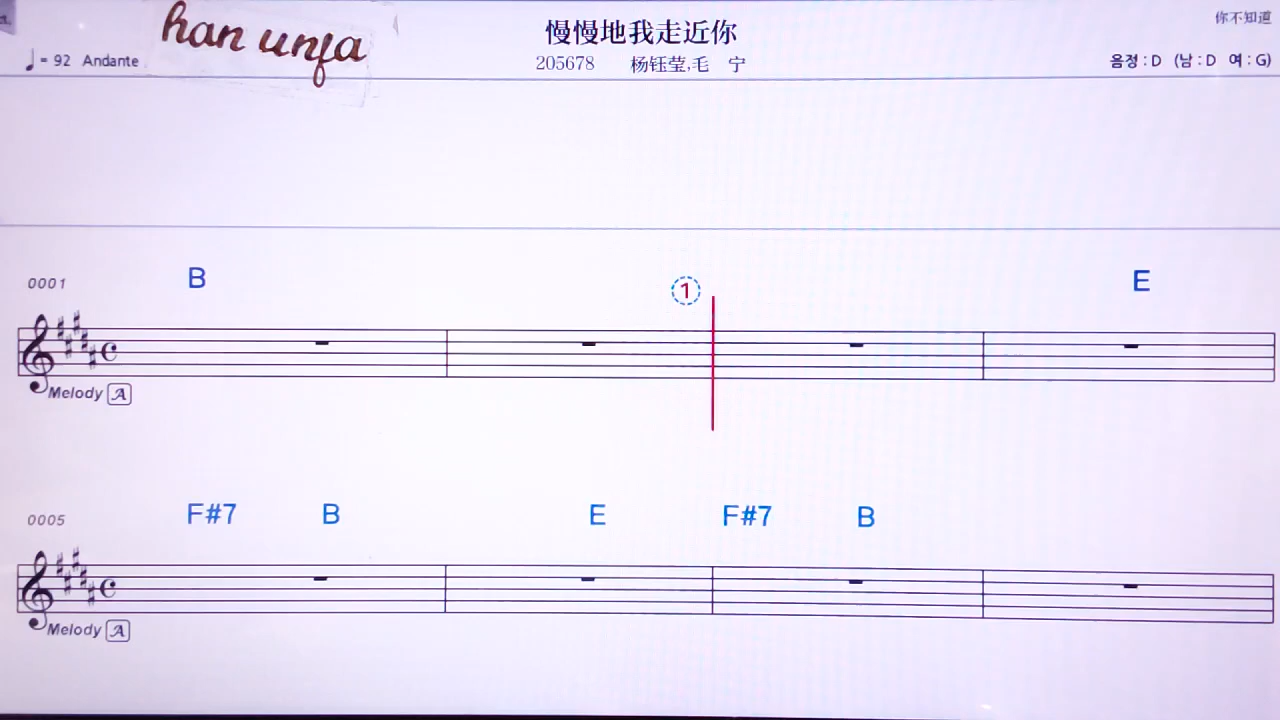 慢慢地我走近你
你不知道
♩= 92 Andante
han unfa
205678 杨钰莹,毛 宁
음정 : D (남 : D 여 : G)
0001 B ① E
Melody A
0005 F#7 B E F#7 B
Melody A